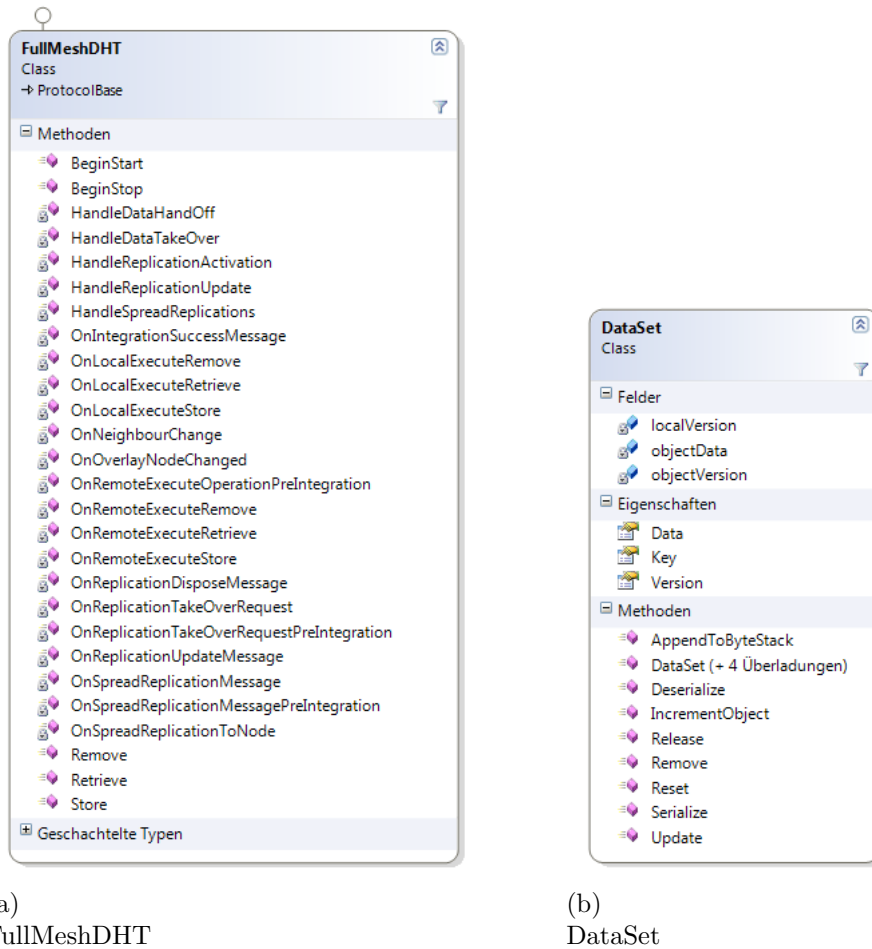 FullMeshDHT
Class
ProtocolBase
Methoden
BeginStart
BeginStop
HandleDataHandOff
HandleDataTakeOver
HandleReplicationActivation
HandleReplicationUpdate
HandleSpreadReplications
OnIntegrationSuccessMessage
OnLocalExecuteRemove
OnLocalExecuteRetrieve
OnLocalExecuteStore
OnNeighbourChange
OnOverlayNodeChanged
OnRemoteExecuteOperationPreIntegration
OnRemoteExecuteRemove
OnRemoteExecuteRetrieve
OnRemoteExecuteStore
OnReplicationDisposeMessage
OnReplicationTakeOverRequest
OnReplicationTakeOverRequestPreIntegration
OnReplicationUpdateMessage
OnSpreadReplicationMessage
OnSpreadReplicationMessagePreIntegration
OnSpreadReplicationToNode
Remove
Retrieve
Store
Geschachtelte Typen
a)
FullMeshDHT
DataSet
Class
Felder
localVersion
objectData
objectVersion
Eigenschaften
Data
Key
Version
Methoden
AppendToByteStack
DataSet (+ 4 Überladungen)
Deserialize
IncrementObject
Release
Remove
Reset
Serialize
Update
(b)
DataSet